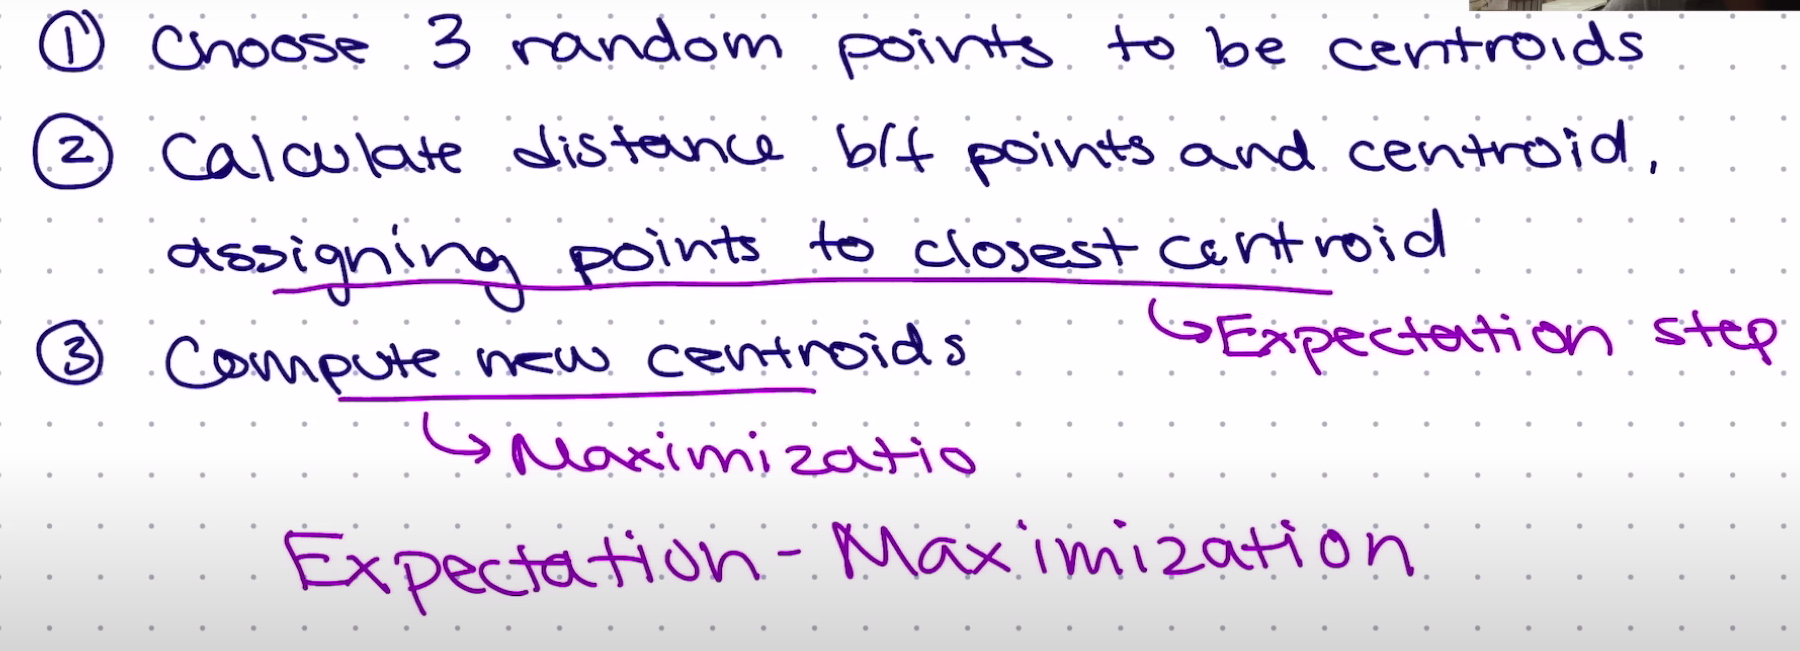 ① Choose 3 random points to be centroids
② Calculate distance b/t points and centroid,
assigning points to closest centroid
↳ Expectation step
③ Compute new centroids
↳ Maximizatio
Expectation - Maximization